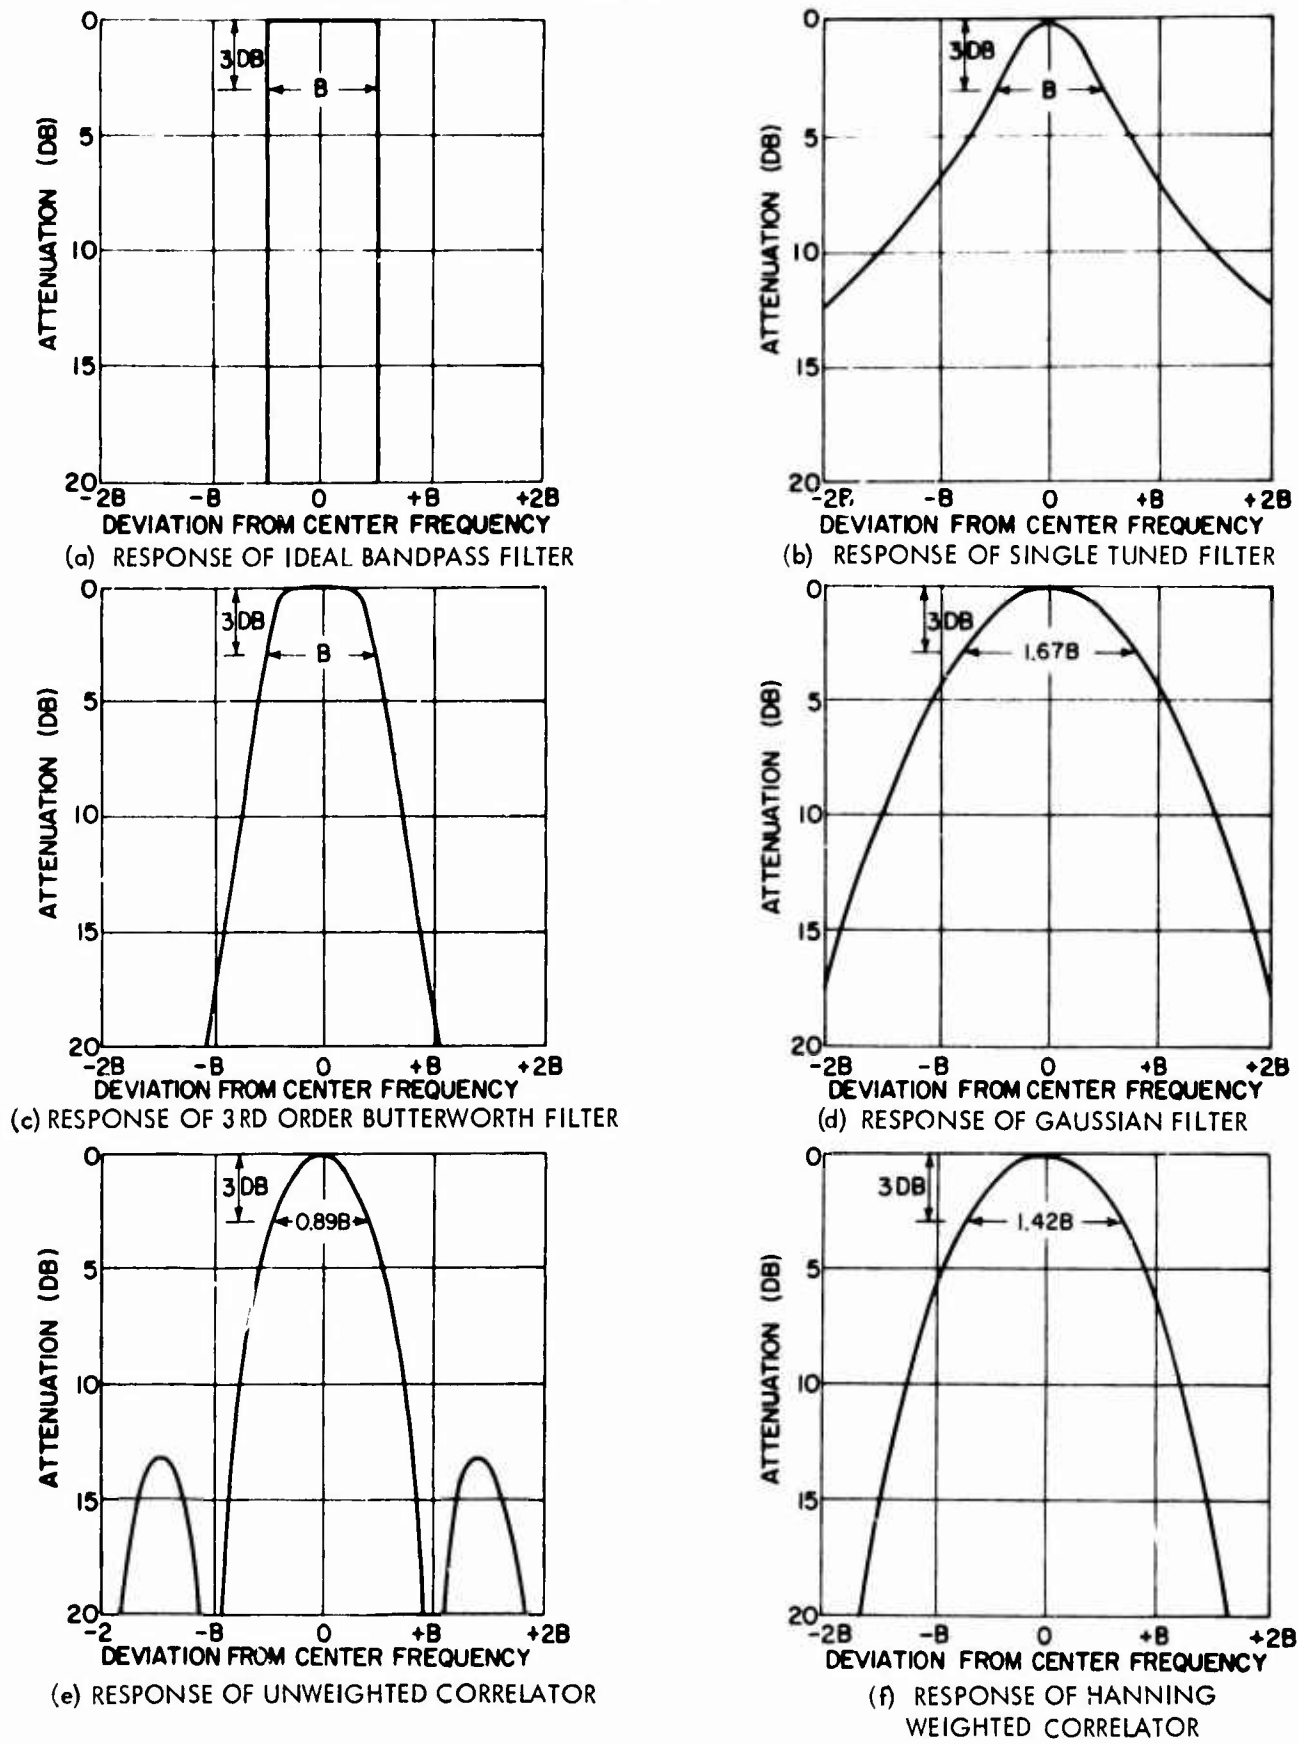 0
3DB
B
5
10
15
20
ATTENUATION (DB)
-2B -B 0 +B +2B
DEVIATION FROM CENTER FREQUENCY
(a) RESPONSE OF IDEAL BANDPASS FILTER
0
3DB
B
5
10
15
20
ATTENUATION (DB)
-B 0 +B +2B
DEVIATION FROM CENTER FREQUENCY
(b) RESPONSE OF SINGLE TUNED FILTER
0
3DB
B
5
10
15
20
ATTENUATION (DB)
-2B -B 0 +B +2B
DEVIATION FROM CENTER FREQUENCY
(c) RESPONSE OF 3RD ORDER BUTTERWORTH FILTER
0
3DB
1.67B
5
10
15
20
ATTENUATION (DB)
-2B -B 0 +B +2B
DEVIATION FROM CENTER FREQUENCY
(d) RESPONSE OF GAUSSIAN FILTER
0
3DB
0.89B
5
10
15
20
ATTENUATION (DB)
-2 -B 0 +B +2B
DEVIATION FROM CENTER FREQUENCY
(e) RESPONSE OF UNWEIGHTED CORRELATOR
0
3DB
1.42B
5
10
15
20
ATTENUATION (DB)
-2B -B 0 +B +2B
DEVIATION FROM CENTER FREQUENCY
(f) RESPONSE OF HANNING
WEIGHTED CORRELATOR